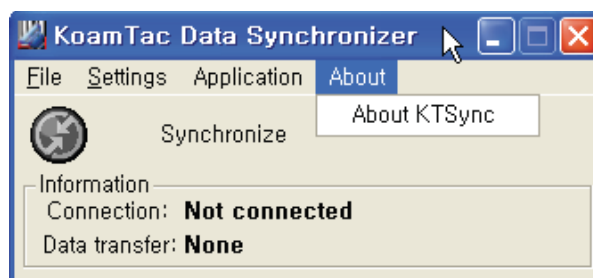 KoamTac Data Synchronizer
File Settings Application About
About KTSync
Synchronize
Information
Connection: Not connected
Data transfer: None